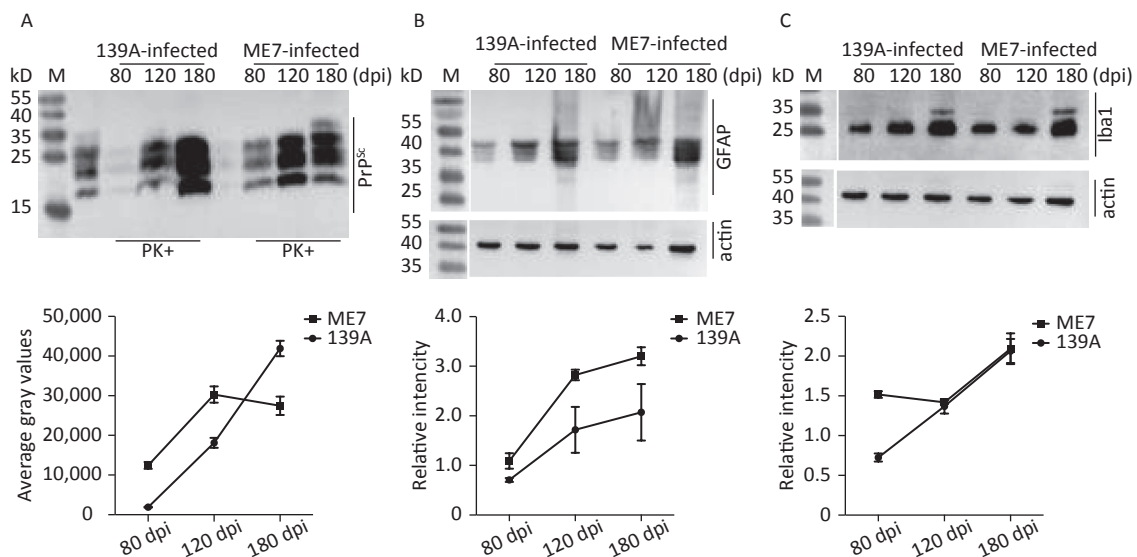 A
139A-infected ME7-infected
kD M 80 120 180 80 120 180 (dpi)
55
40
35
25
15
PrPSc
PK+ PK+
B
139A-infected ME7-infected
kD M 80 120 180 80 120 180 (dpi)
55
40
35
25
GFAP
55
40
35
actin
C
139A-infected ME7-infected
kD M 80 120 180 80 120 180 (dpi)
35
25
Iba1
55
40
35
actin
50,000
40,000
30,000
20,000
10,000
0
Average gray values
80 dpi 120 dpi 180 dpi
ME7
139A
4.0
3.0
2.0
1.0
0
Relative intencity
80 dpi 120 dpi 180 dpi
ME7
139A
2.5
2.0
1.5
1.0
0.5
0
Relative intencity
80 dpi 120 dpi 180 dpi
ME7
139A